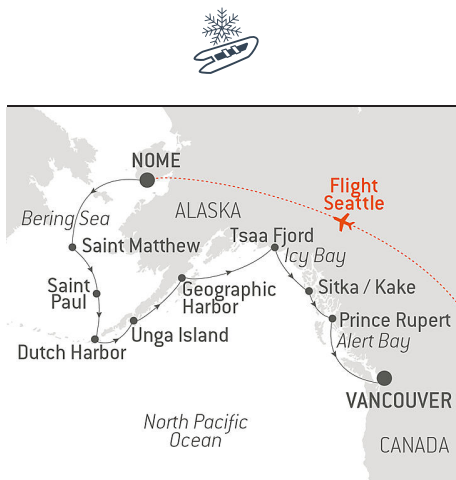 NOME
Flight
Seattle
Bering Sea
ALASKA
Saint Matthew
Tsaa Fjord
Icy Bay
Saint
Paul
Geographic
Harbor
Sitka / Kake
Unga Island
Prince Rupert
Dutch Harbor
Alert Bay
VANCOUVER
North Pacific
Ocean
CANADA